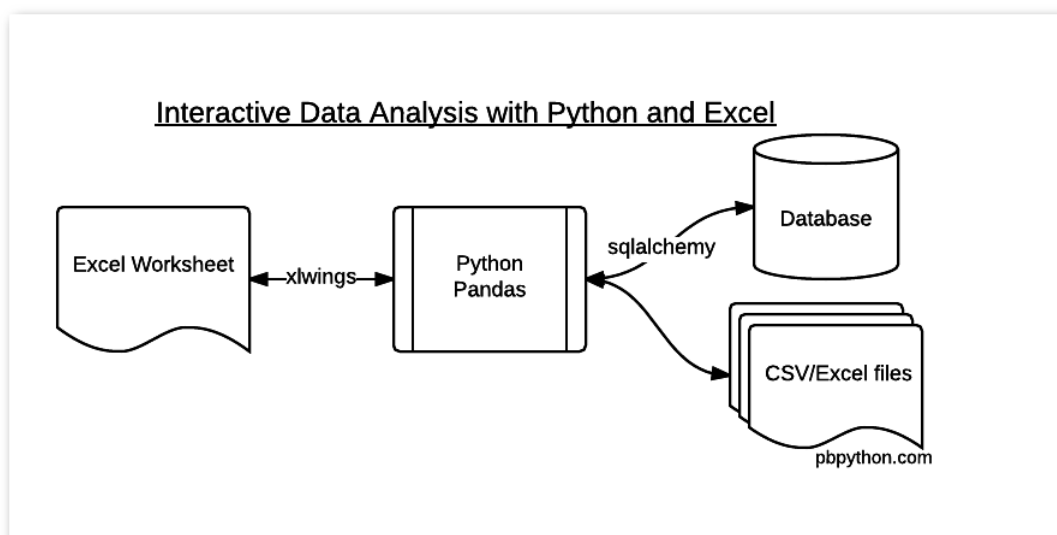 Interactive Data Analysis with Python and Excel
Excel Worksheet
xlwings
Python
Pandas
sqlalchemy
Database
CSV/Excel files
pbpython.com